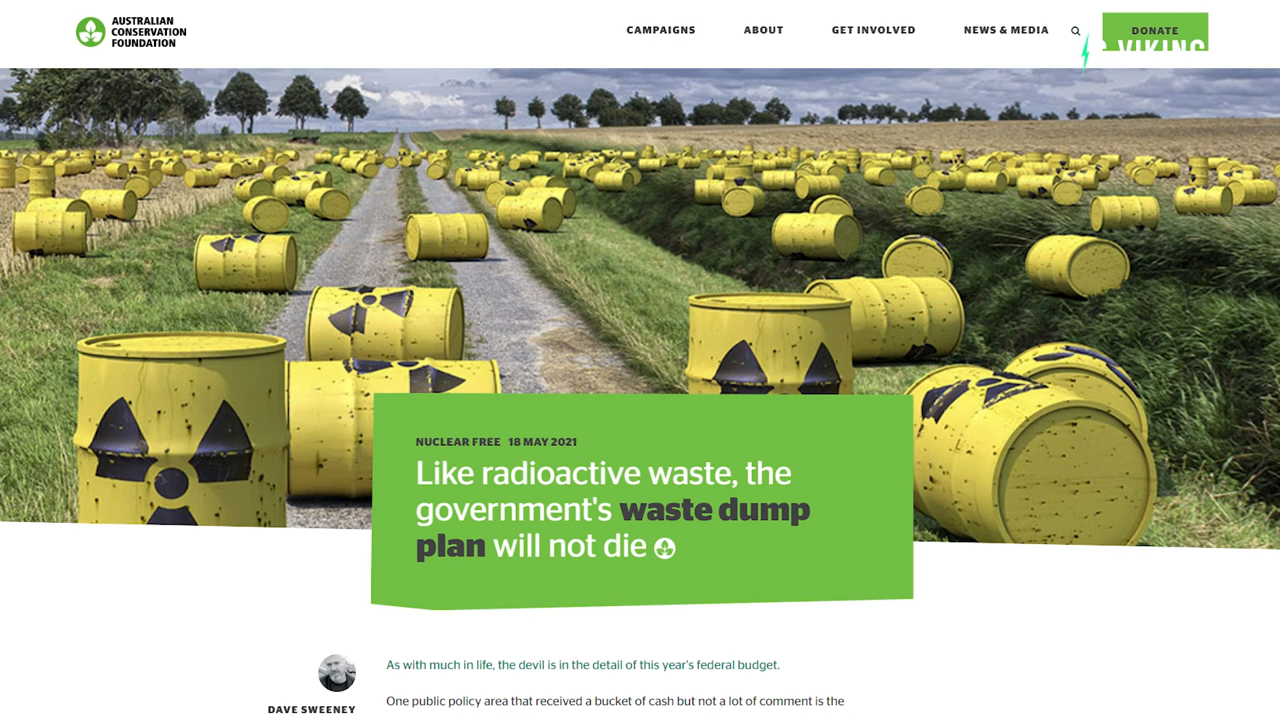 AUSTRALIAN
CONSERVATION
FOUNDATION
CAMPAIGNS
ABOUT
GET INVOLVED
NEWS & MEDIA
DONATE
VIKING
NUCLEAR FREE 18 MAY 2021
Like radioactive waste, the
government's waste dump
plan will not die
As with much in life, the devil is in the detail of this year's federal budget.
One public policy area that received a bucket of cash but not a lot of comment is the
DAVE SWEENEY